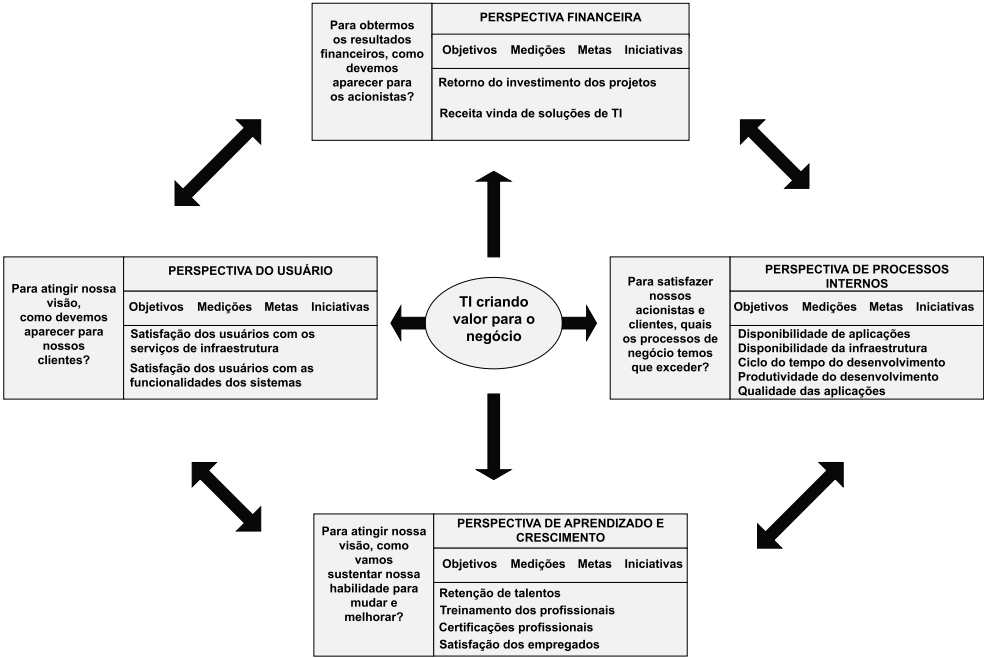 Para obtermos
os resultados
financeiros, como
devemos
aparecer para
os acionistas?
PERSPECTIVA FINANCEIRA
Objetivos Medições Metas Iniciativas
Retorno do investimento dos projetos
Receita vinda de soluções de TI
Para atingir nossa
visão,
como devemos
aparecer para
nossos
clientes?
PERSPECTIVA DO USUÁRIO
Objetivos Medições Metas Iniciativas
Satisfação dos usuários com os
serviços de infraestrutura
Satisfação dos usuários com as
funcionalidades dos sistemas
TI criando
valor para o
negócio
Para satisfazer
nossos
acionistas e
clientes, quais
os processos de
negócio temos
que exceder?
PERSPECTIVA DE PROCESSOS
INTERNOS
Objetivos Medições Metas Iniciativas
Disponibilidade de aplicações
Disponibilidade da infraestrutura
Ciclo do tempo do desenvolvimento
Produtividade do desenvolvimento
Qualidade das aplicações
Para atingir nossa
visão, como
vamos
sustentar nossa
habilidade para
mudar e
melhorar?
PERSPECTIVA DE APRENDIZADO E
CRESCIMENTO
Objetivos Medições Metas Iniciativas
Retenção de talentos
Treinamento dos profissionais
Certificações profissionais
Satisfação dos empregados